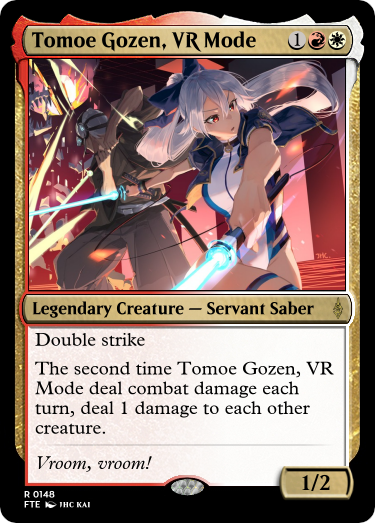 Tomoe Gozen, VR Mode 1
Legendary Creature — Servant Saber
Double strike
The second time Tomoe Gozen, VR
Mode deal combat damage each
turn, deal 1 damage to each other
creature.
Vroom, vroom!
1/2
R 0148
FTE JHC KAI